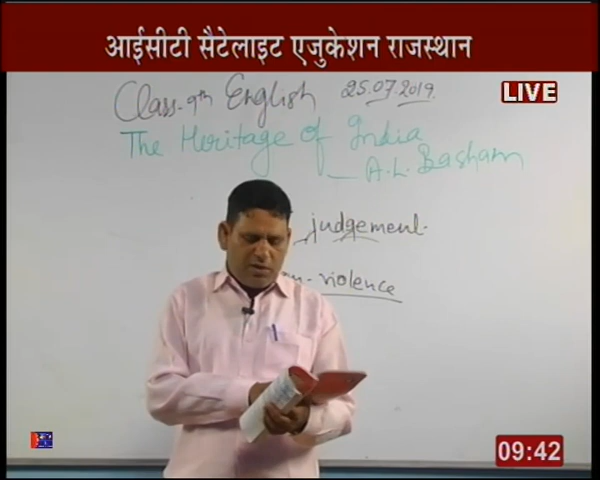 आईसीटी सैटेलाइट एजुकेशन राजस्थान
LIVE
Class-9th English 25.07.2019.
The Heritage of India
- A.L. Basham
judgement.
violence
09:42